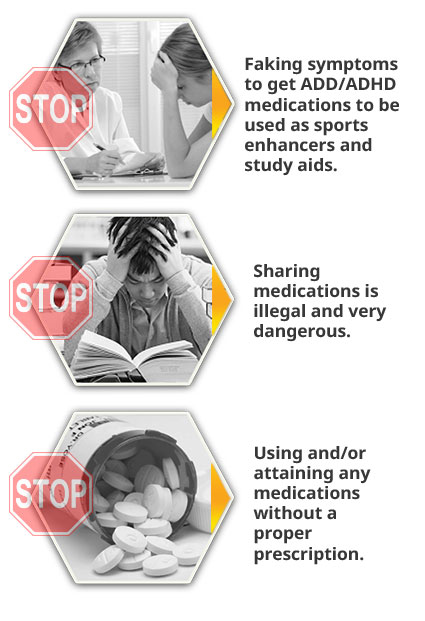 STOP
Faking symptoms
to get ADD/ADHD
medications to be
used as sports
enhancers and
study aids.
STOP
Sharing
medications is
illegal and very
dangerous.
STOP
Using and/or
attaining any
medications
without a
proper
prescription.